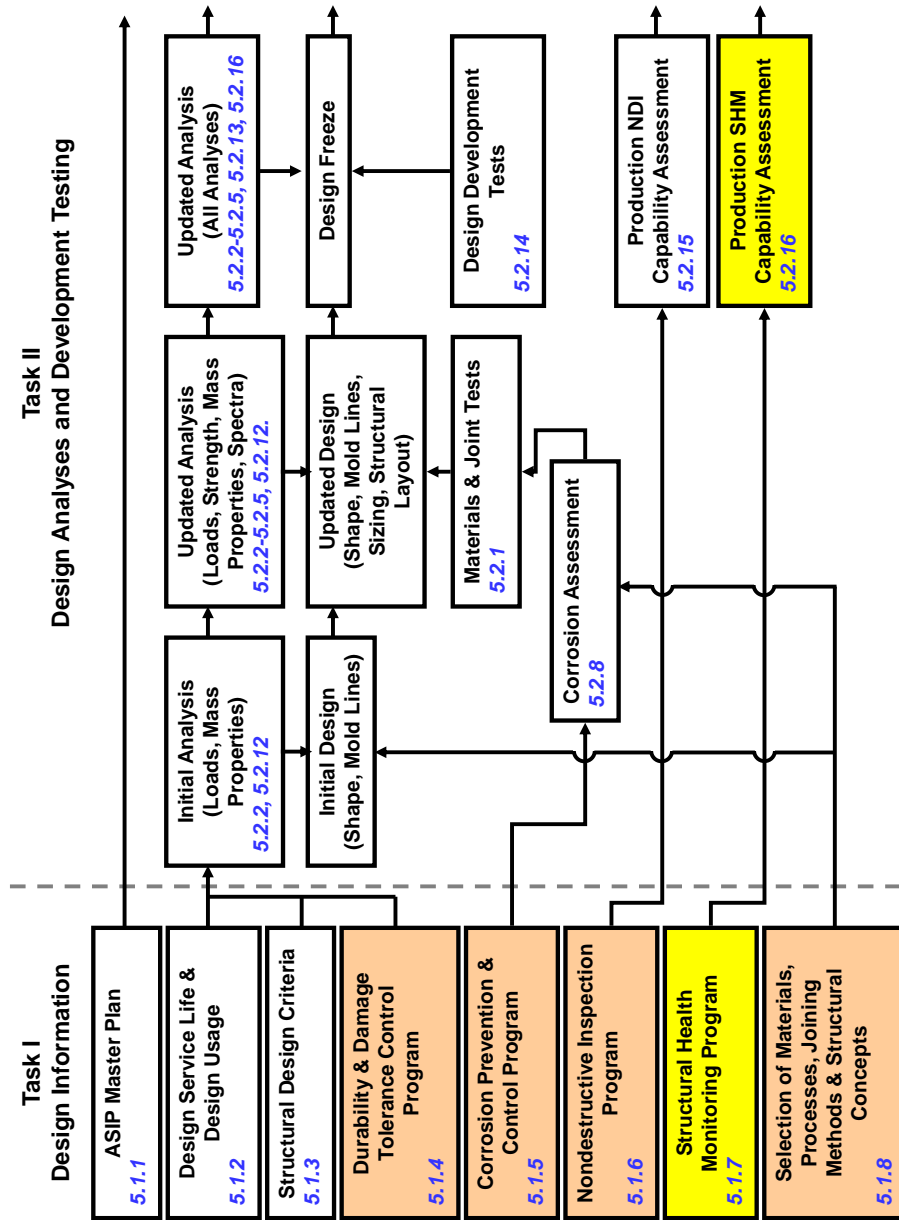 Task I
Design Information
Task II
Design Analyses and Development Testing
ASIP Master Plan
5.1.1
Design Service Life &
Design Usage
5.1.2
Structural Design Criteria
5.1.3
Durability & Damage
Tolerance Control
Program
5.1.4
Corrosion Prevention &
Control Program
5.1.5
Nondestructive Inspection
Program
5.1.6
Structural Health
Monitoring Program
5.1.7
Selection of Materials,
Processes, Joining
Methods & Structural
Concepts
5.1.8
Initial Analysis
(Loads, Mass
Properties)
5.2.2, 5.2.12
Initial Design
(Shape, Mold Lines)
Corrosion Assessment
5.2.8
Updated Analysis
(Loads, Strength, Mass
Properties, Spectra)
5.2.2-5.2.5, 5.2.12.
Updated Design
(Shape, Mold Lines,
Sizing, Structural
Layout)
Materials & Joint Tests
5.2.1
Updated Analysis
(All Analyses)
5.2.2-5.2.5, 5.2.13, 5.2.16
Design Freeze
Design Development
Tests
5.2.14
Production NDI
Capability Assessment
5.2.15
Production SHM
Capability Assessment
5.2.16